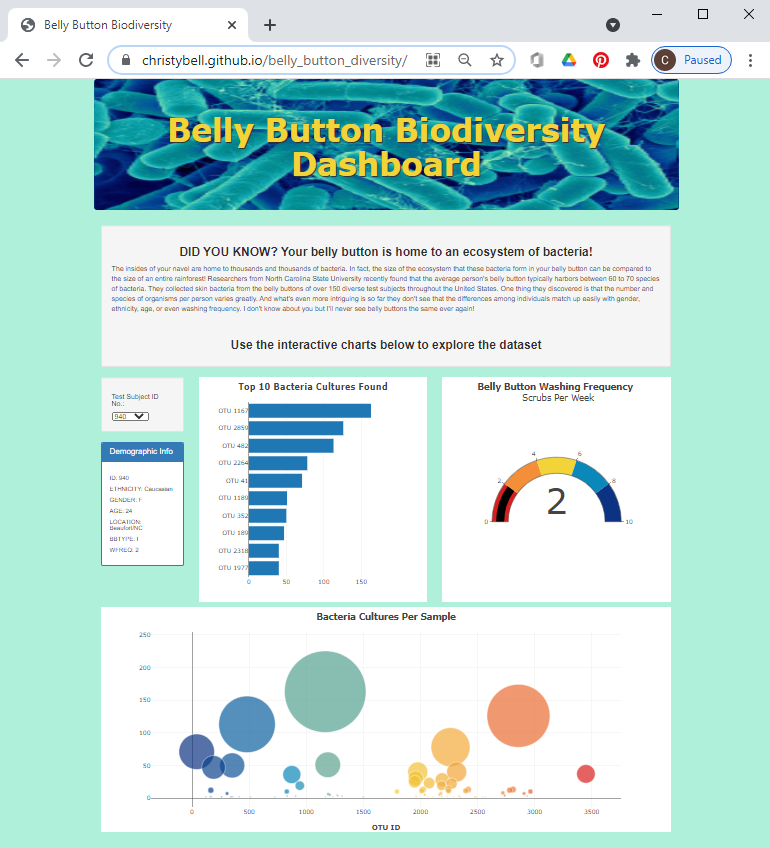 Belly Button Biodiversity
christybell.github.io/belly_button_diversity/
C
Paused
Belly Button Biodiversity
Dashboard
DID YOU KNOW? Your belly button is home to an ecosystem of bacteria!
The insides of your navel are home to thousands and thousands of bacteria. In fact, the size of the ecosystem that these bacteria form in your belly button can be compared to
the size of an entire rainforest! Researchers from North Carolina State University recently found that the average person's belly button typically harbors between 60 to 70 species
of bacteria. They collected skin bacteria from the belly buttons of over 150 diverse test subjects throughout the United States. One thing they discovered is that the number and
species of organisms per person varies greatly. And what's even more intriguing is so far they don't see that the differences among individuals match up easily with gender,
ethnicity, age, or even washing frequency. I don't know about you but I'll never see belly buttons the same ever again!
Use the interactive charts below to explore the dataset
Test Subject ID
No.:
940
Demographic Info
ID: 940
ETHNICITY: Caucasian
GENDER: F
AGE: 24
LOCATION:
Beaufort/NC
BBTYPE: I
WFREQ: 2
Top 10 Bacteria Cultures Found
OTU 1167
OTU 2859
OTU 482
OTU 2264
OTU 41
OTU 1189
OTU 352
OTU 189
OTU 2318
OTU 1977
0 50 100 150
Belly Button Washing Frequency
Scrubs Per Week
0 2 4 6 8 10
2
Bacteria Cultures Per Sample
250
200
150
100
50
0
0 500 1000 1500 2000 2500 3000 3500
OTU ID